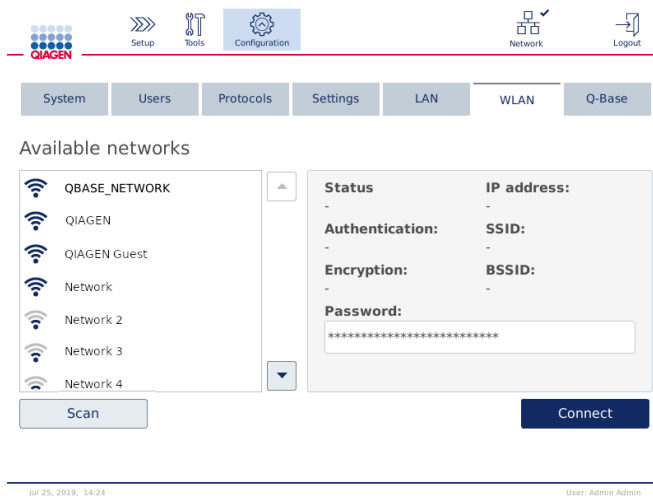 QIAGEN
Setup
Tools
Configuration
Network
Logout
System
Users
Protocols
Settings
LAN
WLAN
Q-Base
Available networks
QBASE_NETWORK
QIAGEN
QIAGEN Guest
Network
Network 2
Network 3
Network 4
Status
-
IP address:
-
Authentication:
-
SSID:
-
Encryption:
-
BSSID:
-
Password:
**************************
Scan
Connect
Jul 25, 2019, 14:24
User: Admin Admin